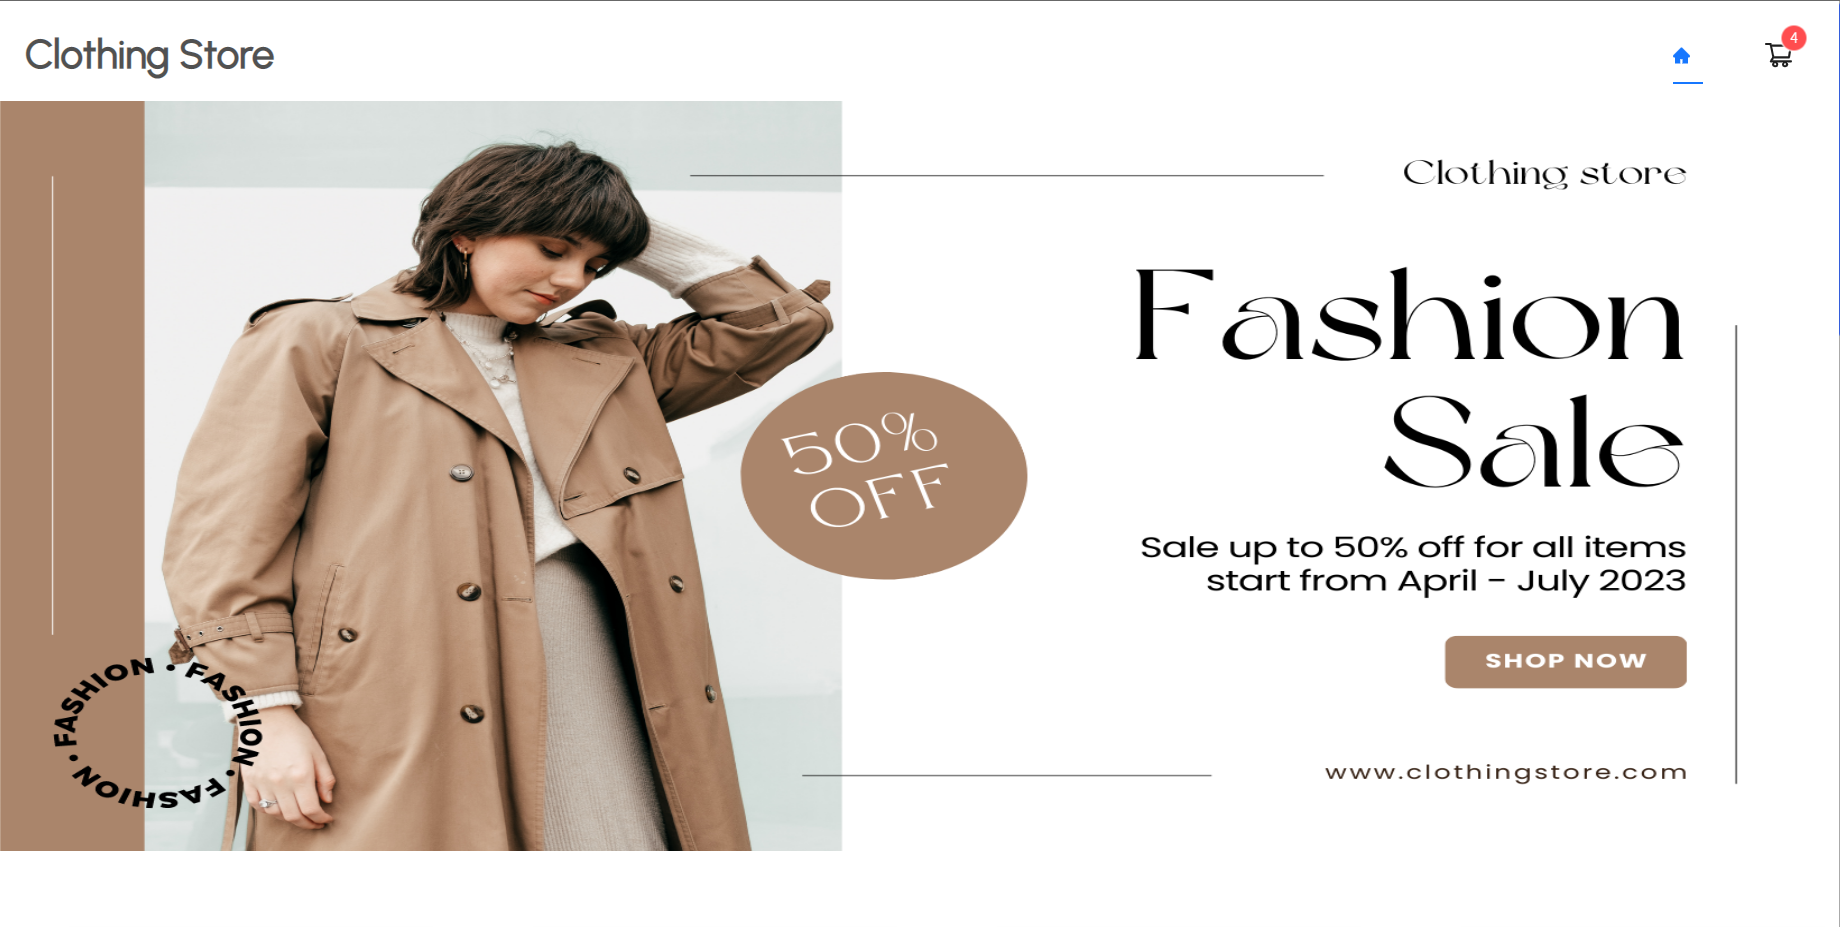 Clothing Store
4
Clothing store
Fashion
Sale
50%
OFF
Sale up to 50% off for all items
start from April - July 2023
SHOP NOW
FASHION • FASHION • FASHION •
www.clothingstore.com